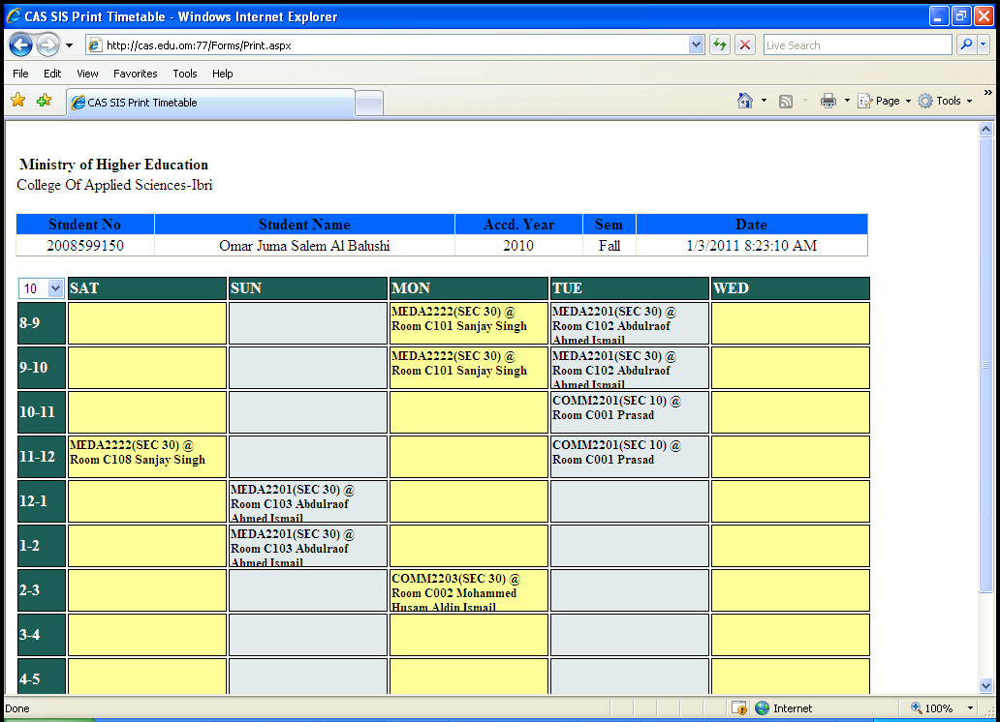 CAS SIS Print Timetable - Windows Internet Explorer
http://cas.edu.om:77/Forms/Print.aspx
Live Search
File Edit View Favorites Tools Help
CAS SIS Print Timetable
Page Tools
Ministry of Higher Education
College Of Applied Sciences-Ibri
Student No Student Name Accd. Year Sem Date
2008599150 Omar Juma Salem Al Balushi 2010 Fall 1/3/2011 8:23:10 AM
10 SAT SUN MON TUE WED
8-9
MEDA2222(SEC 30) @
Room C101 Sanjay Singh
MEDA2201(SEC 30) @
Room C102 Abdulraof
Ahmed Ismail
9-10
MEDA2222(SEC 30) @
Room C101 Sanjay Singh
MEDA2201(SEC 30) @
Room C102 Abdulraof
Ahmed Ismail
10-11
COMM2201(SEC 10) @
Room C001 Prasad
11-12
MEDA2222(SEC 30) @
Room C108 Sanjay Singh
COMM2201(SEC 10) @
Room C001 Prasad
12-1
MEDA2201(SEC 30) @
Room C103 Abdulraof
Ahmed Ismail
1-2
MEDA2201(SEC 30) @
Room C103 Abdulraof
Ahmed Ismail
2-3
COMM2203(SEC 30) @
Room C002 Mohammed
Husam Aldin Ismail
3-4
4-5
Done Internet 100%